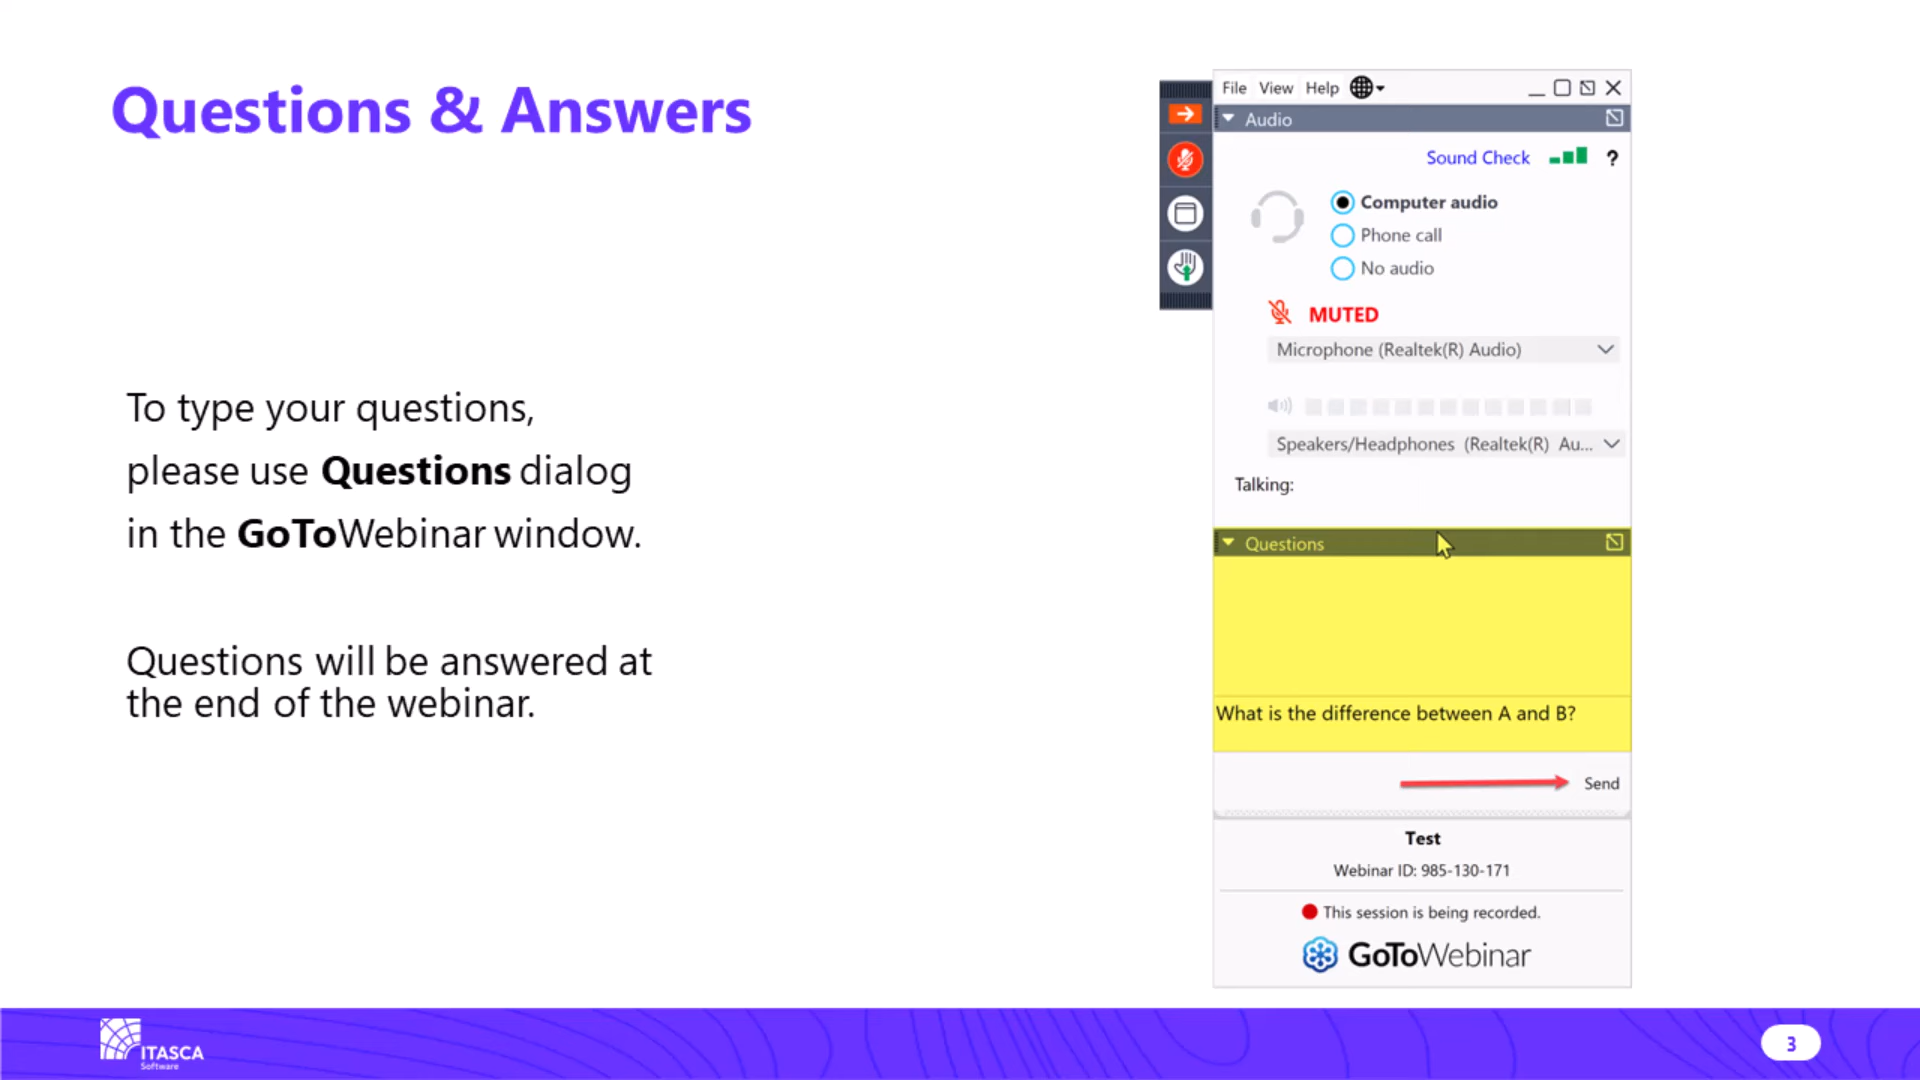 Questions & Answers
To type your questions,
please use Questions dialog
in the GoToWebinar window.
Questions will be answered at
the end of the webinar.
File View Help
Audio
Sound Check ?
Computer audio
Phone call
No audio
MUTED
Microphone (Realtek(R) Audio)
Speakers/Headphones (Realtek(R) Au...
Talking:
Questions
What is the difference between A and B?
Send
Test
Webinar ID: 985-130-171
This session is being recorded.
GoToWebinar
ITASCA
Software
3